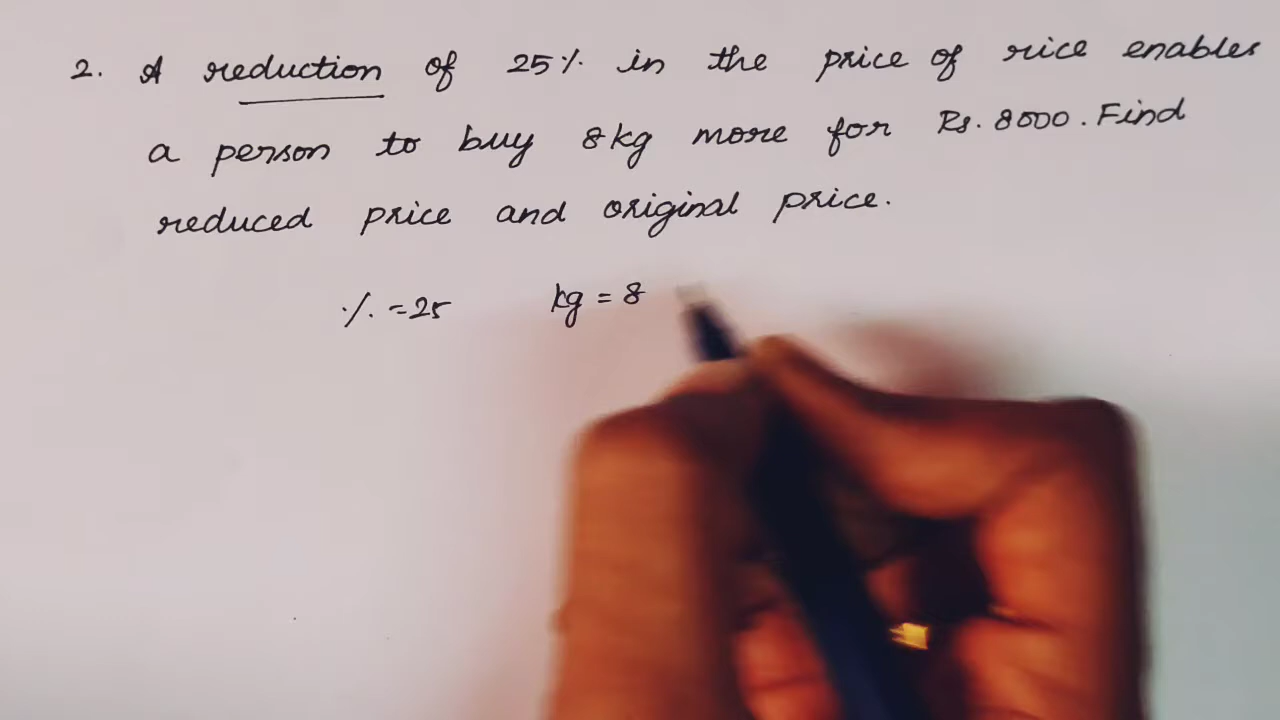 2. A reduction of 25% in the price of rice enables
a person to buy 8kg more for Rs. 8000. Find
reduced price and original price.
% = 25 kg = 8